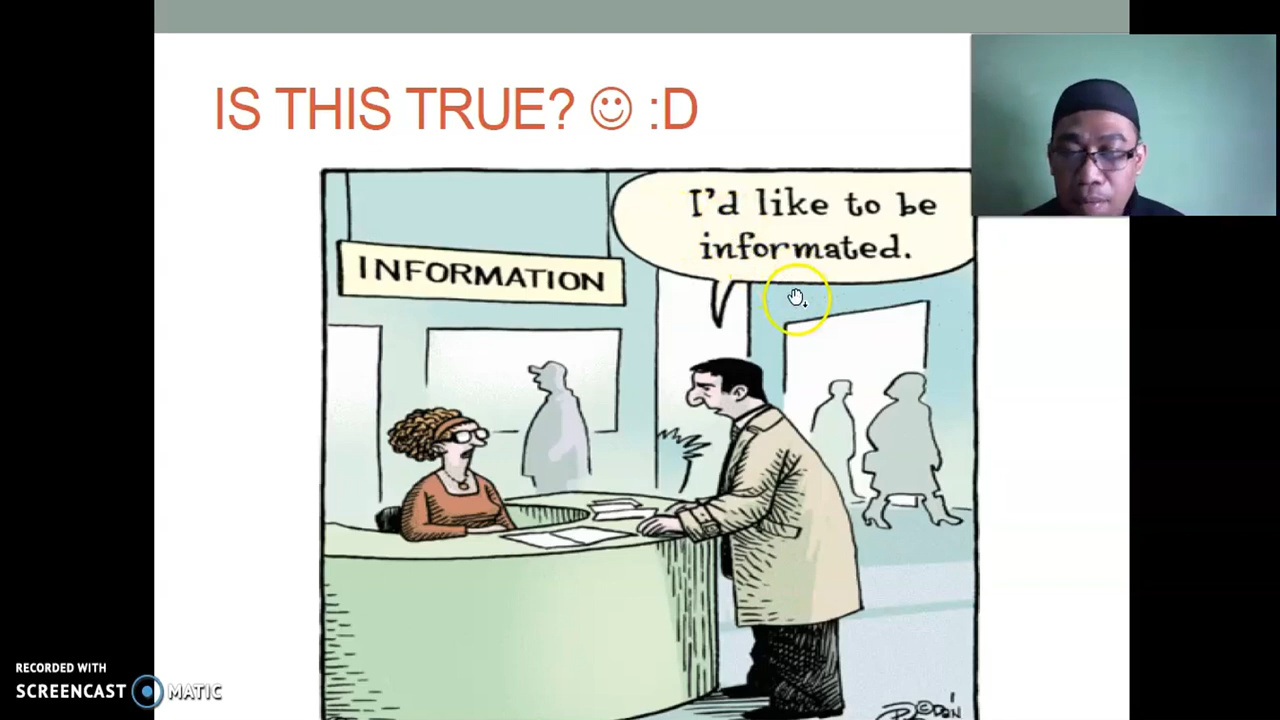 IS THIS TRUE? ☺ :D
I'd like to be
informated.
INFORMATION
RECORDED WITH
SCREENCAST MATIC